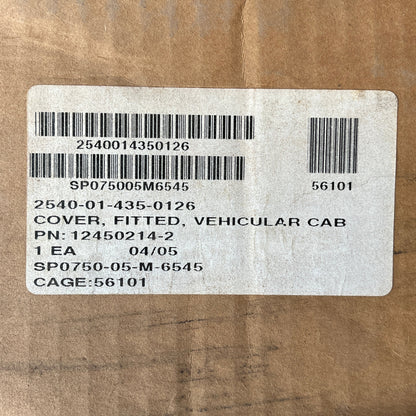 2540014350126
SP075005M6545
56101
2540-01-435-0126
COVER, FITTED, VEHICULAR CAB
PN: 12450214-2
1 EA 04/05
SP0750-05-M-6545
CAGE:56101